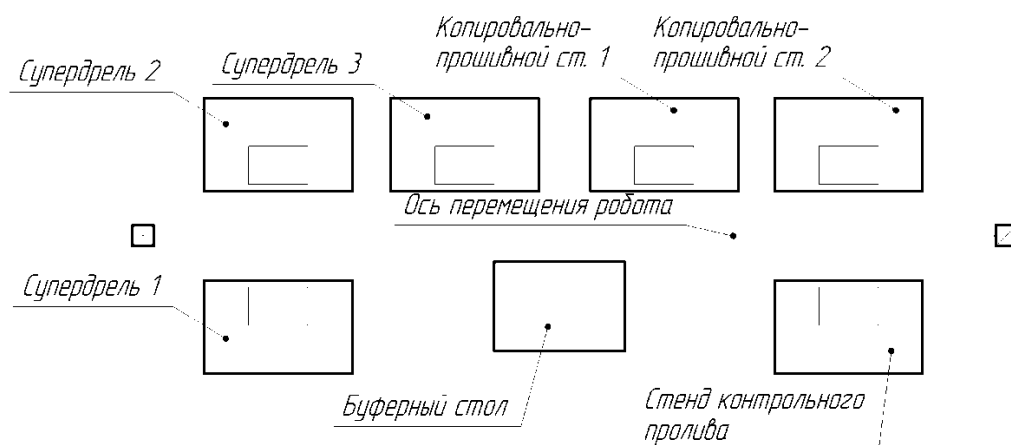 Супердрель 2
Супердрель 3
Копировально-
прошивной ст. 1
Копировально-
прошивной ст. 2
Ось перемещения робота
Супердрель 1
Буферный стол
Стенд контрольного
пролива